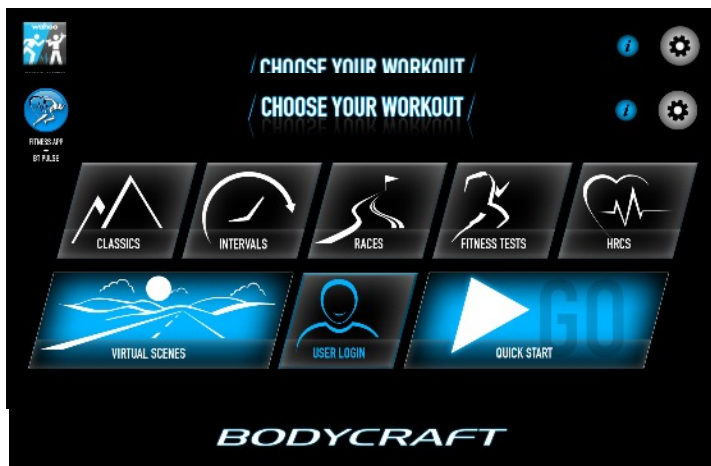 wahoo
CHOOSE YOUR WORKOUT
i
CHOOSE YOUR WORKOUT
i
FITNESS APP
BT PULSE
CLASSICS
INTERVALS
RACES
FITNESS TESTS
HRCS
GO
VIRTUAL SCENES
USER LOGIN
QUICK START
BODYCRAFT